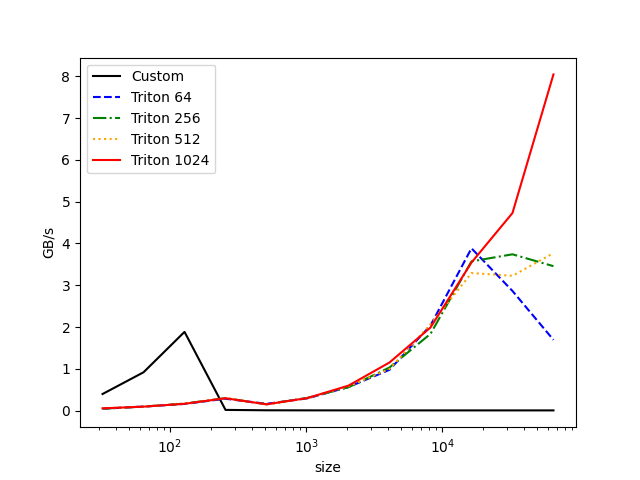 8
7
6
5
4
3
2
1
0
GB/s
Custom
Triton 64
Triton 256
Triton 512
Triton 1024
10²
10³
10⁴
size